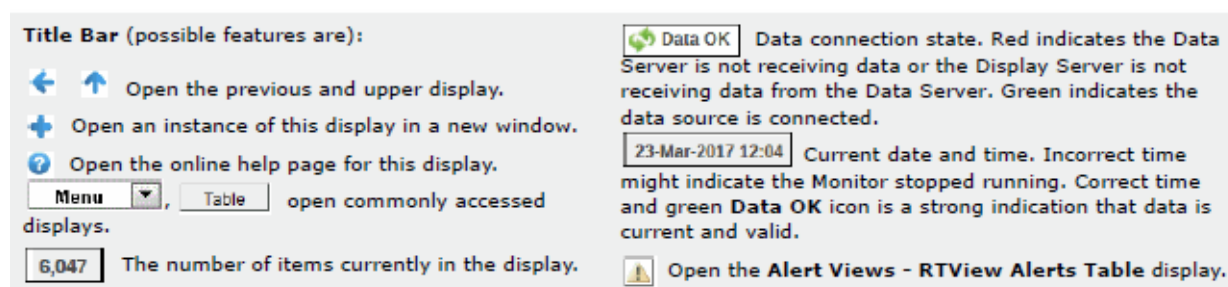 Title Bar (possible features are):
Open the previous and upper display.
Open an instance of this display in a new window.
Open the online help page for this display.
Menu , Table open commonly accessed
displays.
6,047 The number of items currently in the display.
Data OK Data connection state. Red indicates the Data
Server is not receiving data or the Display Server is not
receiving data from the Data Server. Green indicates the
data source is connected.
23-Mar-2017 12:04 Current date and time. Incorrect time
might indicate the Monitor stopped running. Correct time
and green Data OK icon is a strong indication that data is
current and valid.
Open the Alert Views - RTView Alerts Table display.